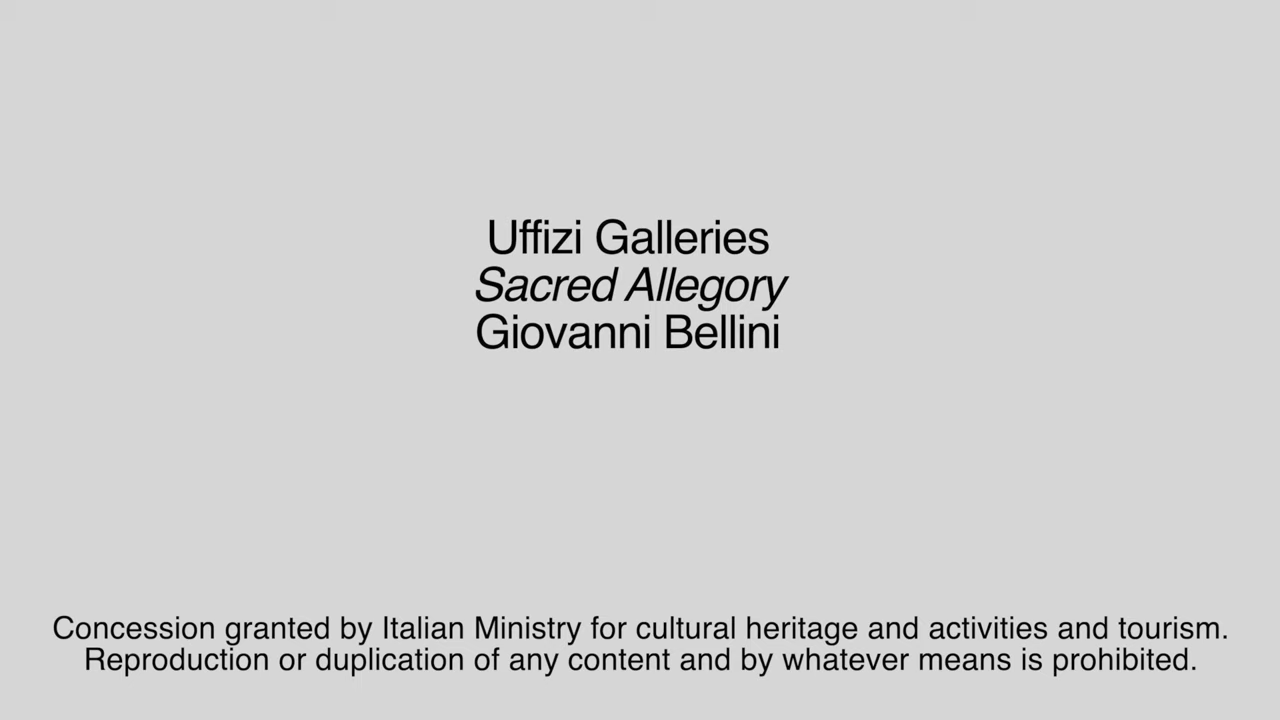 Uffizi Galleries
Sacred Allegory
Giovanni Bellini
Concession granted by Italian Ministry for cultural heritage and activities and tourism.
Reproduction or duplication of any content and by whatever means is prohibited.